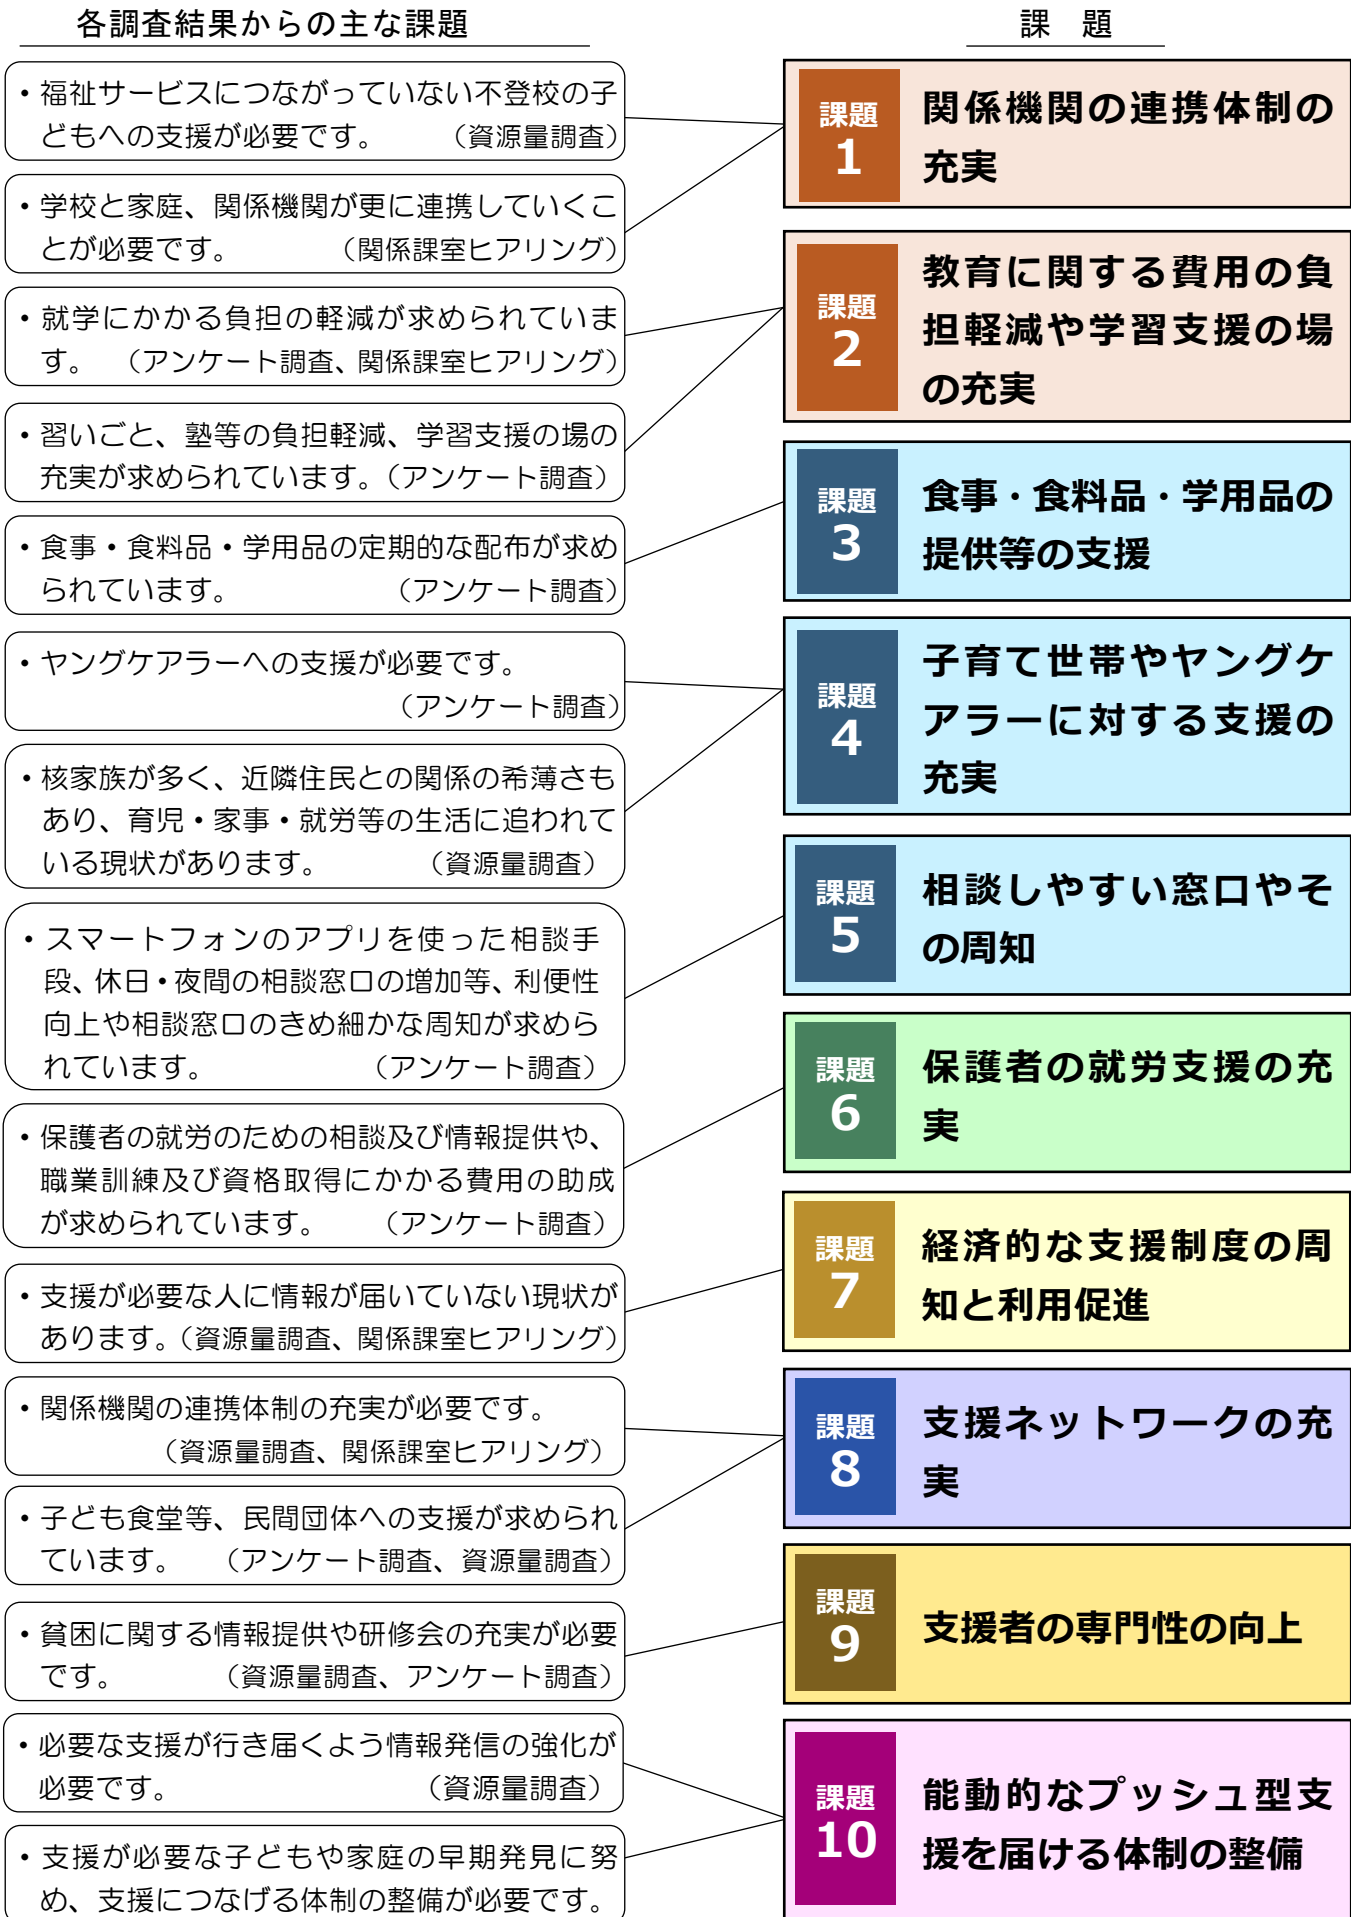 各調査結果からの主な課題
・福祉サービスにつながっていない不登校の子
どもへの支援が必要です。 （資源量調査）
・学校と家庭、関係機関が更に連携していくこ
とが必要です。 （関係課室ヒアリング）
・就学にかかる負担の軽減が求められていま
す。 （アンケート調査、関係課室ヒアリング）
・習いごと、塾等の負担軽減、学習支援の場の
充実が求められています。（アンケート調査）
・食事・食料品・学用品の定期的な配布が求め
られています。 （アンケート調査）
・ヤングケアラーへの支援が必要です。
（アンケート調査）
・核家族が多く、近隣住民との関係の希薄さも
あり、育児・家事・就労等の生活に追われて
いる現状があります。 （資源量調査）
・スマートフォンのアプリを使った相談手
段、休日・夜間の相談窓口の増加等、利便性
向上や相談窓口のきめ細かな周知が求めら
れています。 （アンケート調査）
・保護者の就労のための相談及び情報提供や、
職業訓練及び資格取得にかかる費用の助成
が求められています。 （アンケート調査）
・支援が必要な人に情報が届いていない現状が
あります。（資源量調査、関係課室ヒアリング）
・関係機関の連携体制の充実が必要です。
（資源量調査、関係課室ヒアリング）
・子ども食堂等、民間団体への支援が求められ
ています。 （アンケート調査、資源量調査）
・貧困に関する情報提供や研修会の充実が必要
です。 （資源量調査、アンケート調査）
・必要な支援が行き届くよう情報発信の強化が
必要です。 （資源量調査）
・支援が必要な子どもや家庭の早期発見に努
め、支援につなげる体制の整備が必要です。
課　題
課題
1
関係機関の連携体制の
充実
課題
2
教育に関する費用の負
担軽減や学習支援の場
の充実
課題
3
食事・食料品・学用品の
提供等の支援
課題
4
子育て世帯やヤングケ
アラーに対する支援の
充実
課題
5
相談しやすい窓口やそ
の周知
課題
6
保護者の就労支援の充
実
課題
7
経済的な支援制度の周
知と利用促進
課題
8
支援ネットワークの充
実
課題
9
支援者の専門性の向上
課題
10
能動的なプッシュ型支
援を届ける体制の整備